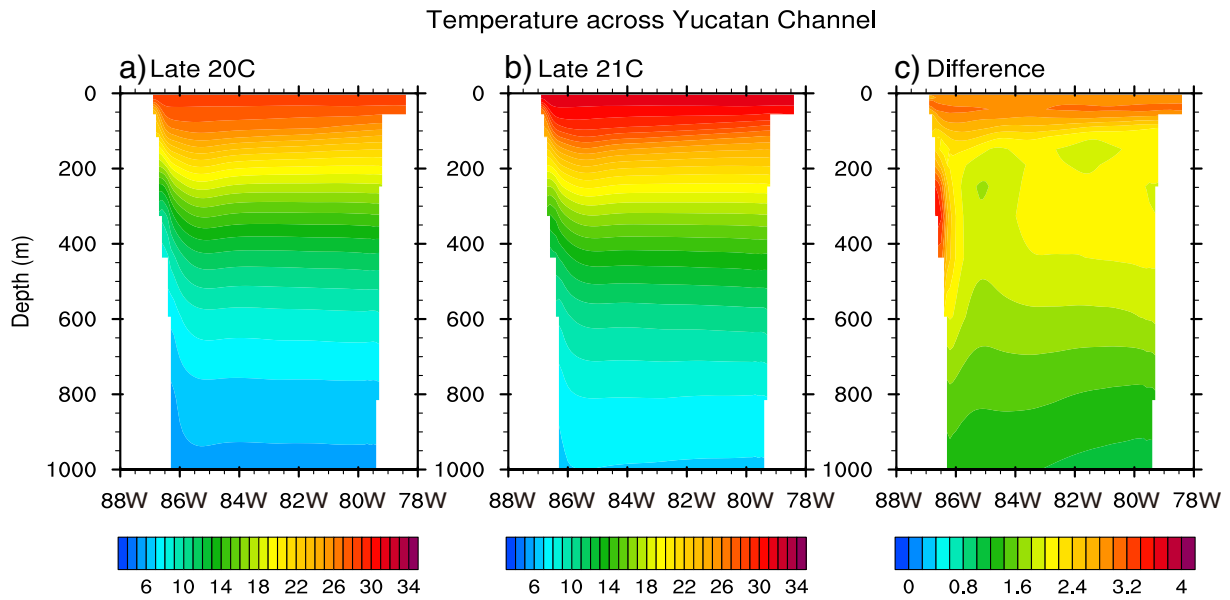 Temperature across Yucatan Channel
a) Late 20C
b) Late 21C
c) Difference
Depth (m)
0
200
400
600
800
1000
0
200
400
600
800
1000
0
200
400
600
800
1000
88W 86W 84W 82W 80W 78W
88W 86W 84W 82W 80W 78W
88W 86W 84W 82W 80W 78W
6 10 14 18 22 26 30 34
6 10 14 18 22 26 30 34
0 0.8 1.6 2.4 3.2 4